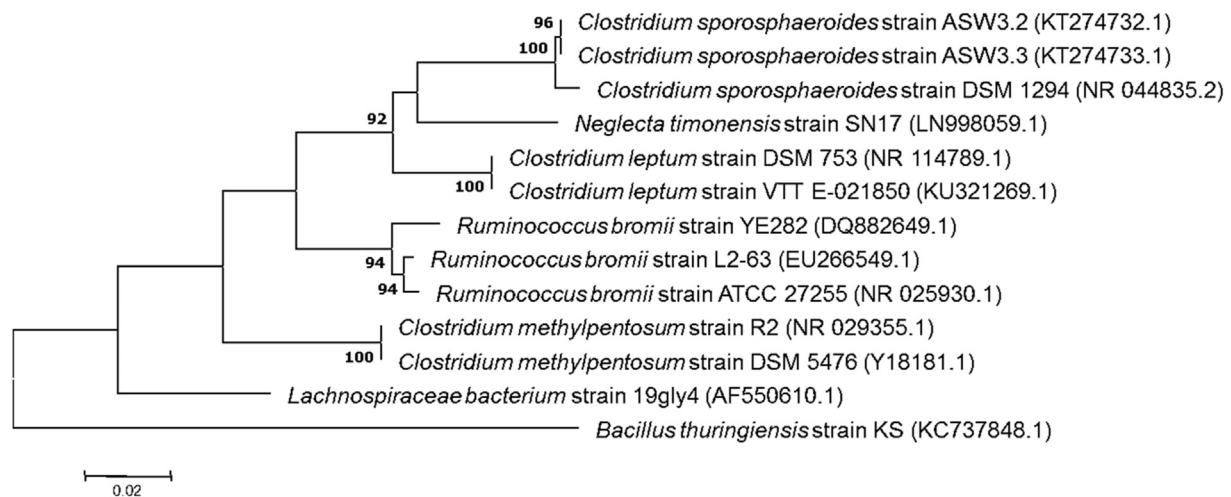 96
Clostridium sporosphaeroides strain ASW3.2 (KT274732.1)
100
Clostridium sporosphaeroides strain ASW3.3 (KT274733.1)
Clostridium sporosphaeroides strain DSM 1294 (NR 044835.2)
92
Neglecta timonensis strain SN17 (LN998059.1)
Clostridium leptum strain DSM 753 (NR 114789.1)
100
Clostridium leptum strain VTT E-021850 (KU321269.1)
Ruminococcus bromii strain YE282 (DQ882649.1)
94
Ruminococcus bromii strain L2-63 (EU266549.1)
94
Ruminococcus bromii strain ATCC 27255 (NR 025930.1)
Clostridium methylpentosum strain R2 (NR 029355.1)
100
Clostridium methylpentosum strain DSM 5476 (Y18181.1)
Lachnospiraceae bacterium strain 19gly4 (AF550610.1)
Bacillus thuringiensis strain KS (KC737848.1)
0.02